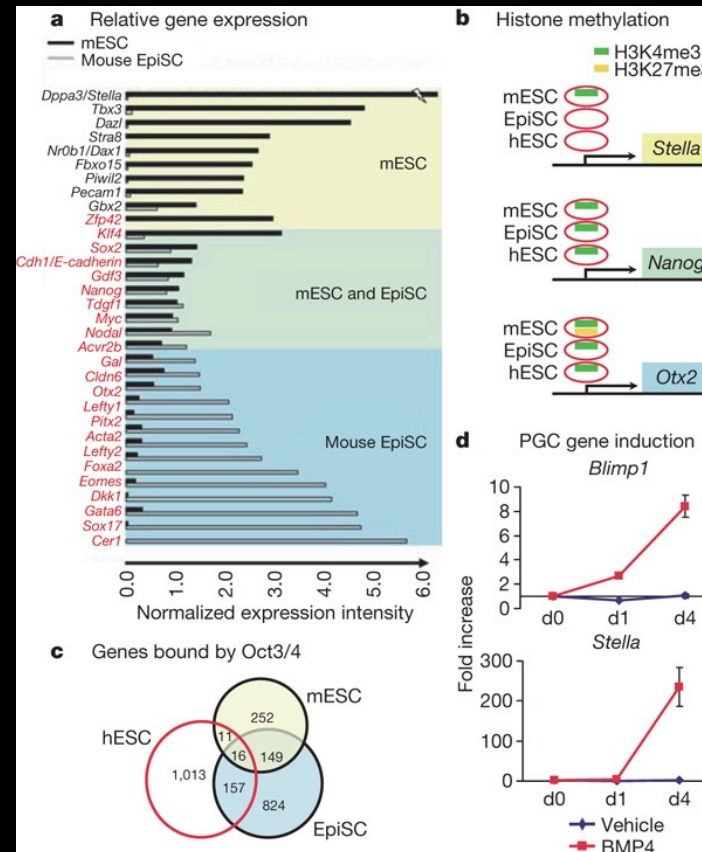 a Relative gene expression
mESC
Mouse EpiSC
Dppa3/Stella
Tbx3
Dazl
Stra8
Nr0b1/Dax1
Fbxo15
Piwil2
Pecam1
Gbx2
Zfp42
Klf4
Sox2
Cdh1/E-cadherin
Gdf3
Nanog
Tdgf1
Myc
Nodal
Acvr2b
Gal
Cldn6
Otx2
Lefty1
Pitx2
Acta2
Lefty2
Foxa2
Eomes
Dkk1
Gata6
Sox17
Cer1
mESC
mESC and EpiSC
Mouse EpiSC
0.0 1.0 2.0 3.0 4.0 5.0 6.0
Normalized expression intensity
b Histone methylation
H3K4me3
H3K27me3
mESC
EpiSC
hESC
Stella
mESC
EpiSC
hESC
Nanog
mESC
EpiSC
hESC
Otx2
c Genes bound by Oct3/4
mESC
hESC
EpiSC
252
11
16
149
1,013
157
824
d PGC gene induction
Blimp1
10
8
6
4
2
0
d0 d1 d4
Stella
Fold increase
300
200
100
0
d0 d1 d4
Vehicle
BMP4